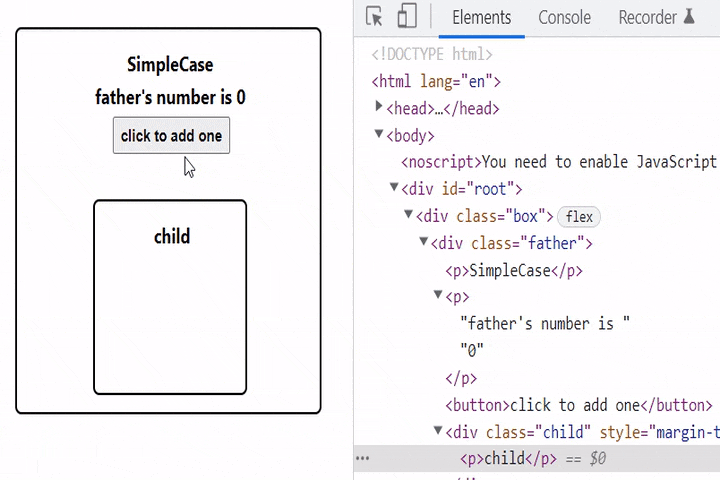 SimpleCase
father's number is 0
click to add one
child
Elements Console Recorder
<!DOCTYPE html>
<html lang="en">
<head>…</head>
<body>
<noscript>You need to enable JavaScript
<div id="root">
<div class="box"> flex
<div class="father">
<p>SimpleCase</p>
<p>
"father's number is "
"0"
</p>
<button>click to add one</button>
<div class="child" style="margin-t
… <p>child</p> == $0
</div>